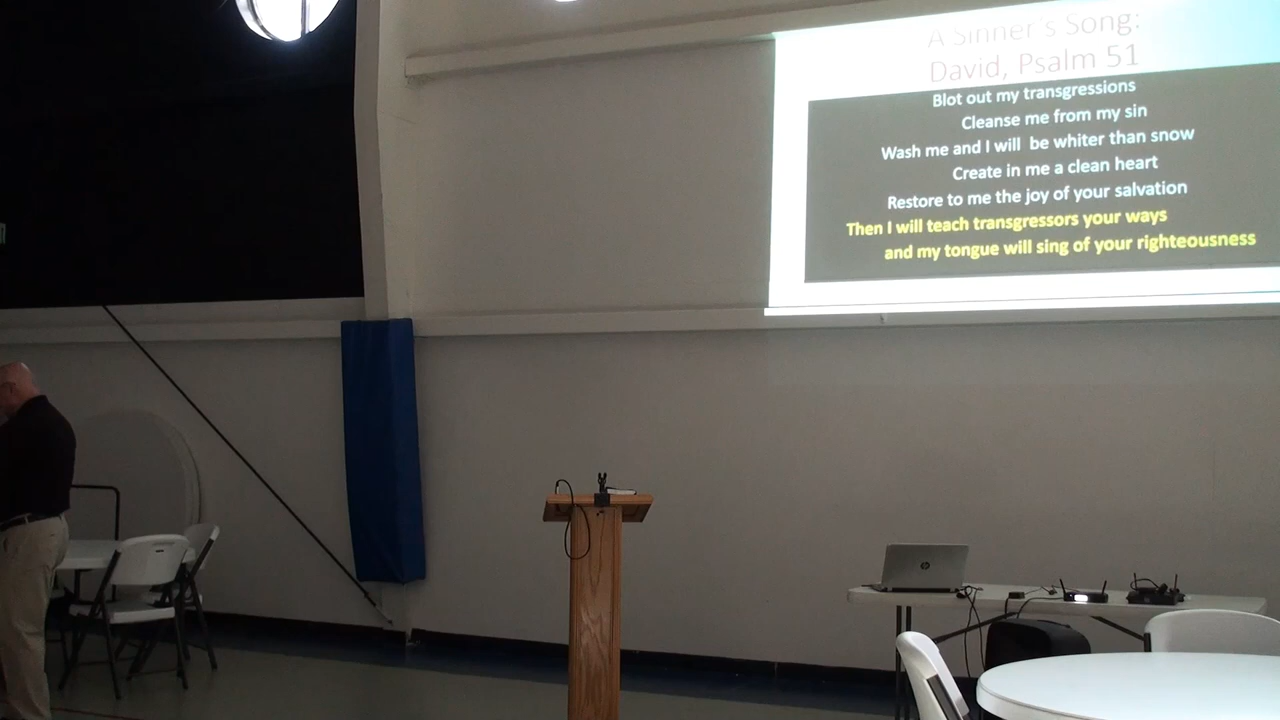 A Sinner's Song:
David, Psalm 51
Blot out my transgressions
Cleanse me from my sin
Wash me and I will be whiter than snow
Create in me a clean heart
Restore to me the joy of your salvation
Then I will teach transgressors your ways
and my tongue will sing of your righteousness
hp